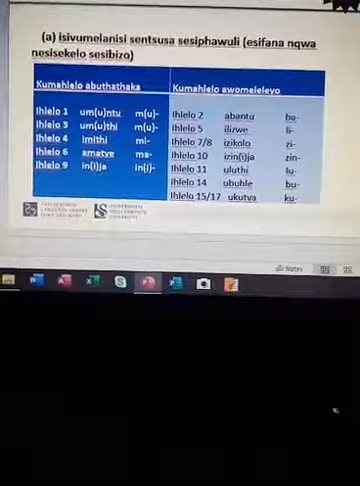 (a) isivumelanisi sentsusa sesiphawuli (esifana nqwa
nesisekelo sesibizo)
Kumahlelo abuthathaka Kumahlelo awomeleleyo
Ihlelo 1 um(u)ntu m(u)- Ihlelo 2 abantu ba-
Ihlelo 3 um(u)thi m(u)- Ihlelo 5 ilizwe li-
Ihlelo 4 imithi mi- Ihlelo 7/8 izikolo zi-
Ihlelo 6 amatye ma- Ihlelo 10 izin(i)ja zin-
Ihlelo 9 in(i)ja in(i)- Ihlelo 11 uluthi lu-
Ihlelo 14 ubuhle bu-
Ihlelo 15/17 ukutya ku-
Notes